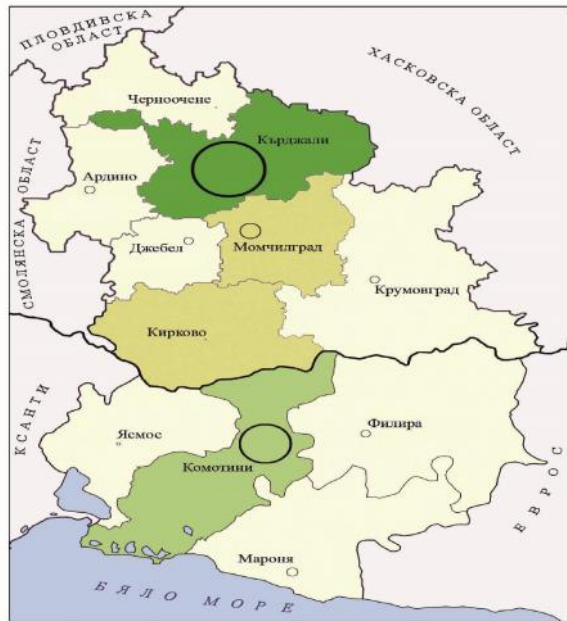 ПЛОВДИВСКА
ОБЛАСТ
ХАСКОВСКА ОБЛАСТ
Черноочене
Кърджали
СМОЛЯНСКА ОБЛАСТ
Ардино
Джебел
Момчилград
Крумовград
Кирково
КСАНТИ
Ясмос
Филира
Комотини
ЕВРОС
Мароня
БЯЛО МОРЕ